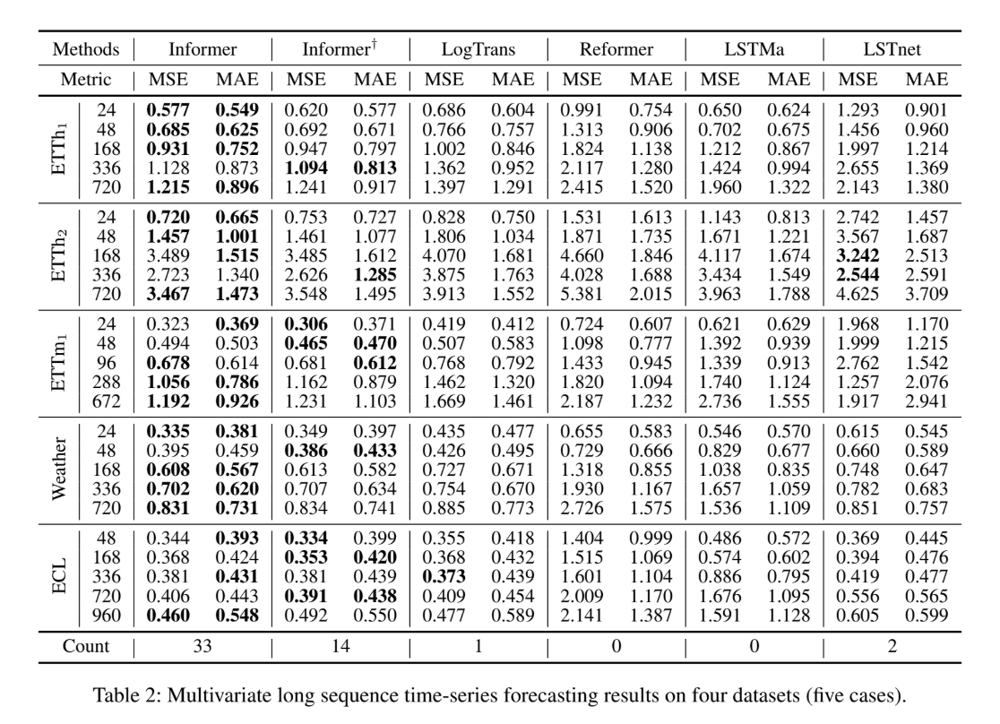 Methods Informer Informer† LogTrans Reformer LSTMa LSTnet
Metric MSE MAE MSE MAE MSE MAE MSE MAE MSE MAE MSE MAE
ETTh₁
24 0.577 0.549 0.620 0.577 0.686 0.604 0.991 0.754 0.650 0.624 1.293 0.901
48 0.685 0.625 0.692 0.671 0.766 0.757 1.313 0.906 0.702 0.675 1.456 0.960
168 0.931 0.752 0.947 0.797 1.002 0.846 1.824 1.138 1.212 0.867 1.997 1.214
336 1.128 0.873 1.094 0.813 1.362 0.952 2.117 1.280 1.424 0.994 2.655 1.369
720 1.215 0.896 1.241 0.917 1.397 1.291 2.415 1.520 1.960 1.322 2.143 1.380
ETTh₂
24 0.720 0.665 0.753 0.727 0.828 0.750 1.531 1.613 1.143 0.813 2.742 1.457
48 1.457 1.001 1.461 1.077 1.806 1.034 1.871 1.735 1.671 1.221 3.567 1.687
168 3.489 1.515 3.485 1.612 4.070 1.681 4.660 1.846 4.117 1.674 3.242 2.513
336 2.723 1.340 2.626 1.285 3.875 1.763 4.028 1.688 3.434 1.549 2.544 2.591
720 3.467 1.473 3.548 1.495 3.913 1.552 5.381 2.015 3.963 1.788 4.625 3.709
ETTm₁
24 0.323 0.369 0.306 0.371 0.419 0.412 0.724 0.607 0.621 0.629 1.968 1.170
48 0.494 0.503 0.465 0.470 0.507 0.583 1.098 0.777 1.392 0.939 1.999 1.215
96 0.678 0.614 0.681 0.612 0.768 0.792 1.433 0.945 1.339 0.913 2.762 1.542
288 1.056 0.786 1.162 0.879 1.462 1.320 1.820 1.094 1.740 1.124 1.257 2.076
672 1.192 0.926 1.231 1.103 1.669 1.461 2.187 1.232 2.736 1.555 1.917 2.941
Weather
24 0.335 0.381 0.349 0.397 0.435 0.477 0.655 0.583 0.546 0.570 0.615 0.545
48 0.395 0.459 0.386 0.433 0.426 0.495 0.729 0.666 0.829 0.677 0.660 0.589
168 0.608 0.567 0.613 0.582 0.727 0.671 1.318 0.855 1.038 0.835 0.748 0.647
336 0.702 0.620 0.707 0.634 0.754 0.670 1.930 1.167 1.657 1.059 0.782 0.683
720 0.831 0.731 0.834 0.741 0.885 0.773 2.726 1.575 1.536 1.109 0.851 0.757
ECL
48 0.344 0.393 0.334 0.399 0.355 0.418 1.404 0.999 0.486 0.572 0.369 0.445
168 0.368 0.424 0.353 0.420 0.368 0.432 1.515 1.069 0.574 0.602 0.394 0.476
336 0.381 0.431 0.381 0.439 0.373 0.439 1.601 1.104 0.886 0.795 0.419 0.477
720 0.406 0.443 0.391 0.438 0.409 0.454 2.009 1.170 1.676 1.095 0.556 0.565
960 0.460 0.548 0.492 0.550 0.477 0.589 2.141 1.387 1.591 1.128 0.605 0.599
Count 33 14 1 0 0 2
Table 2: Multivariate long sequence time-series forecasting results on four datasets (five cases).